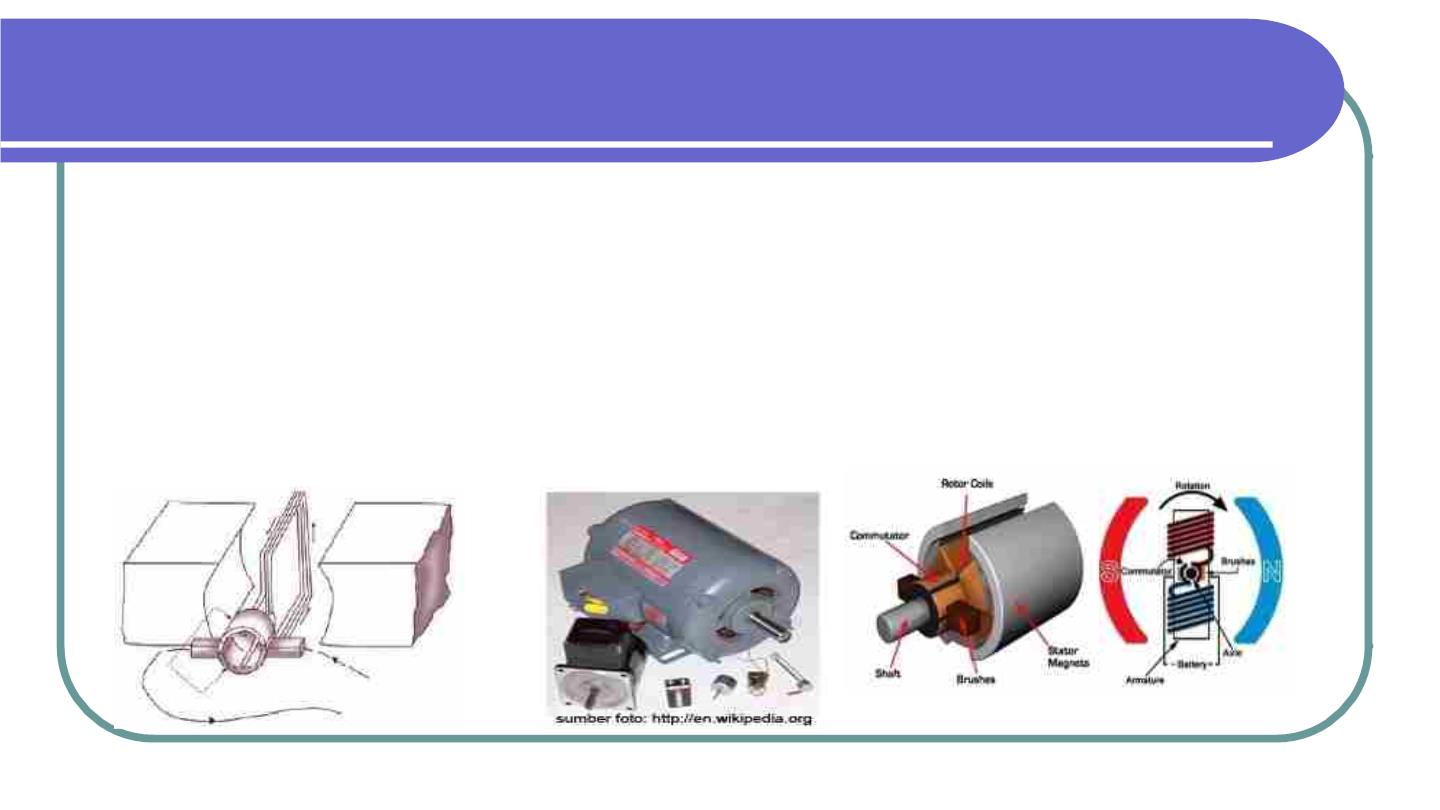 sumber foto: http://en.wikipedia.org
Rotor Coils
Commutator
Shaft
Brushes
Stator
Magnets
Rotation
S
Commutator
Brushes
N
Axle
Battery
Armature